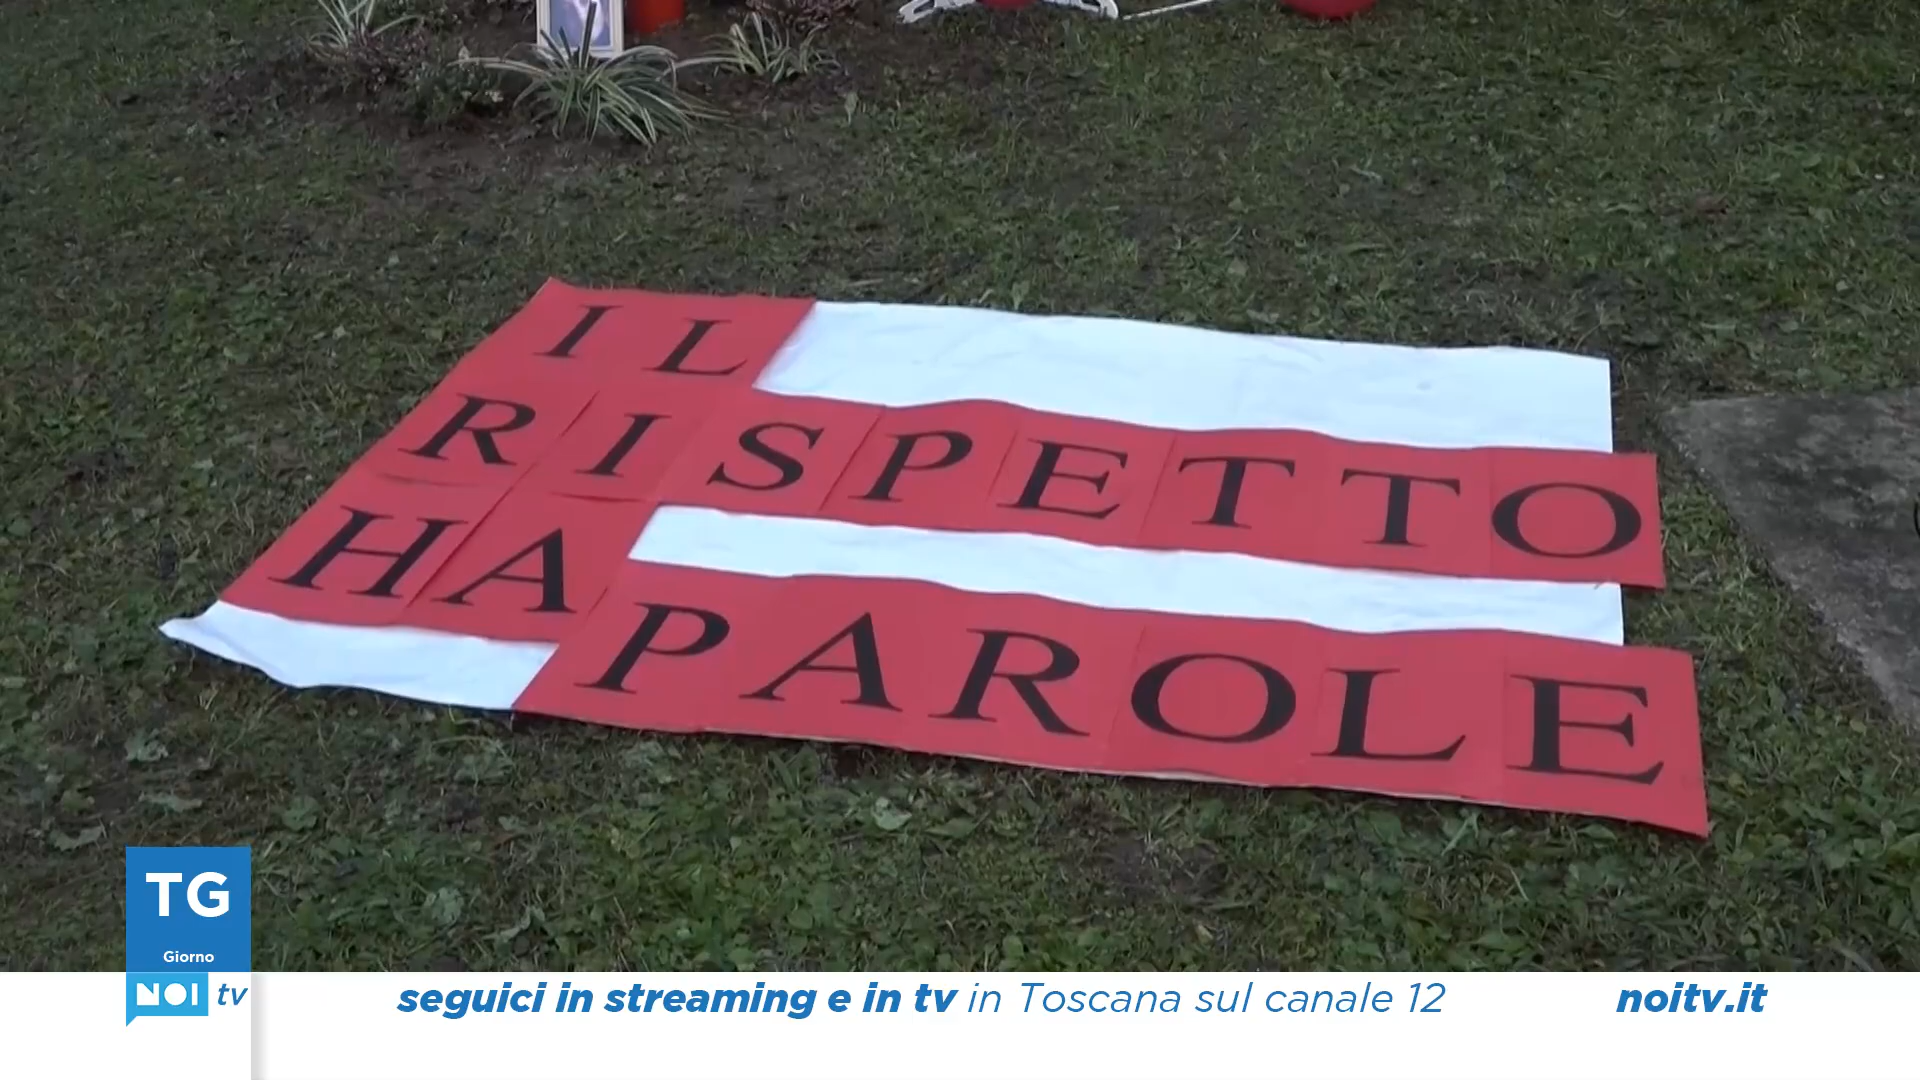 IL
RISPETTO
HA
PAROLE
TG
Giorno
NOI tv
seguici in streaming e in tv in Toscana sul canale 12
noitv.it